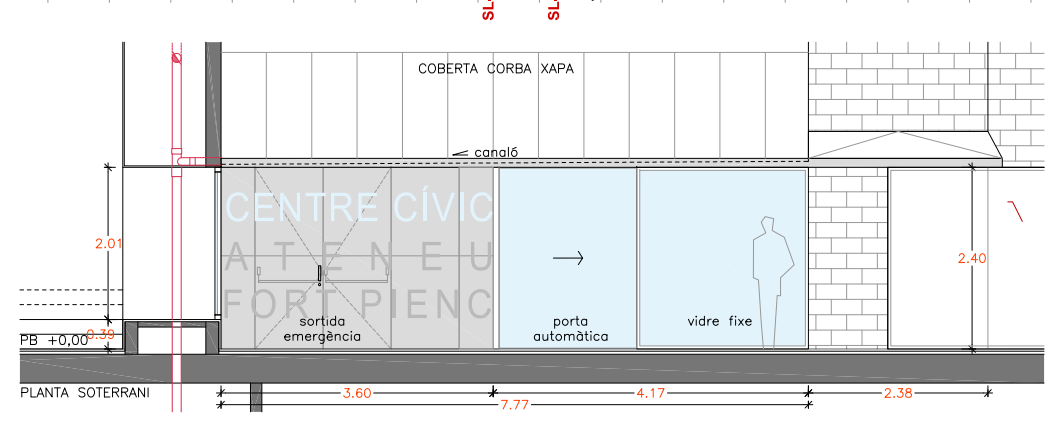 COBERTA CORBA XAPA
canaló
CENTRE CÍVIC
ATENEU
FORT PIENC
2.01
2.40
sortida
emergència
porta
automàtica
vidre fixe
0.39
PB +0,00
PLANTA SOTERRANI
3.60
4.17
2.38
7.77